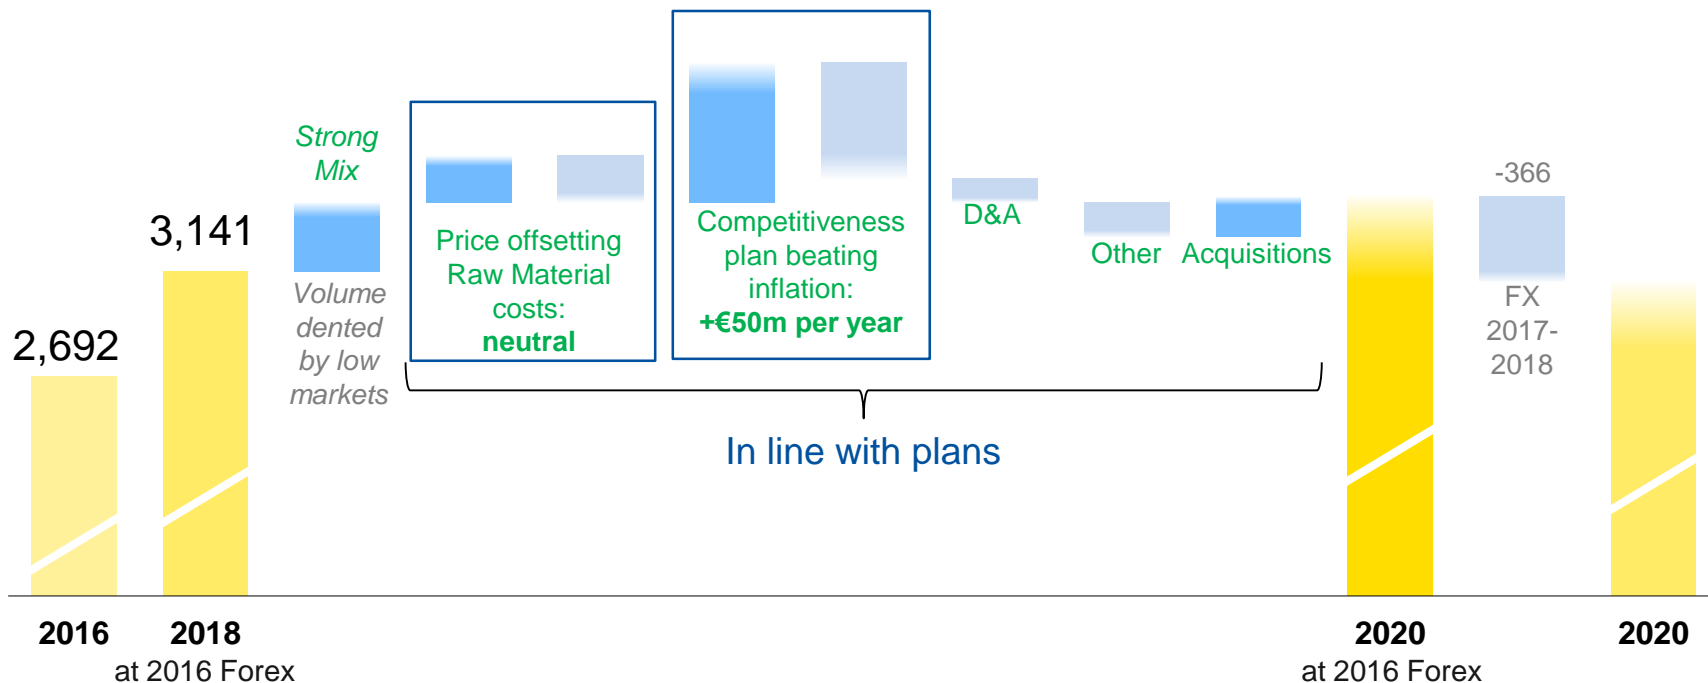 2,692
3,141
Strong
Mix
Volume
dented
by low
markets
Price offsetting
Raw Material
costs:
neutral
Competitiveness
plan beating
inflation:
+€50m per year
D&A
Other
Acquisitions
-366
FX
2017-
2018
In line with plans
2016
2018
at 2016 Forex
2020
at 2016 Forex
2020